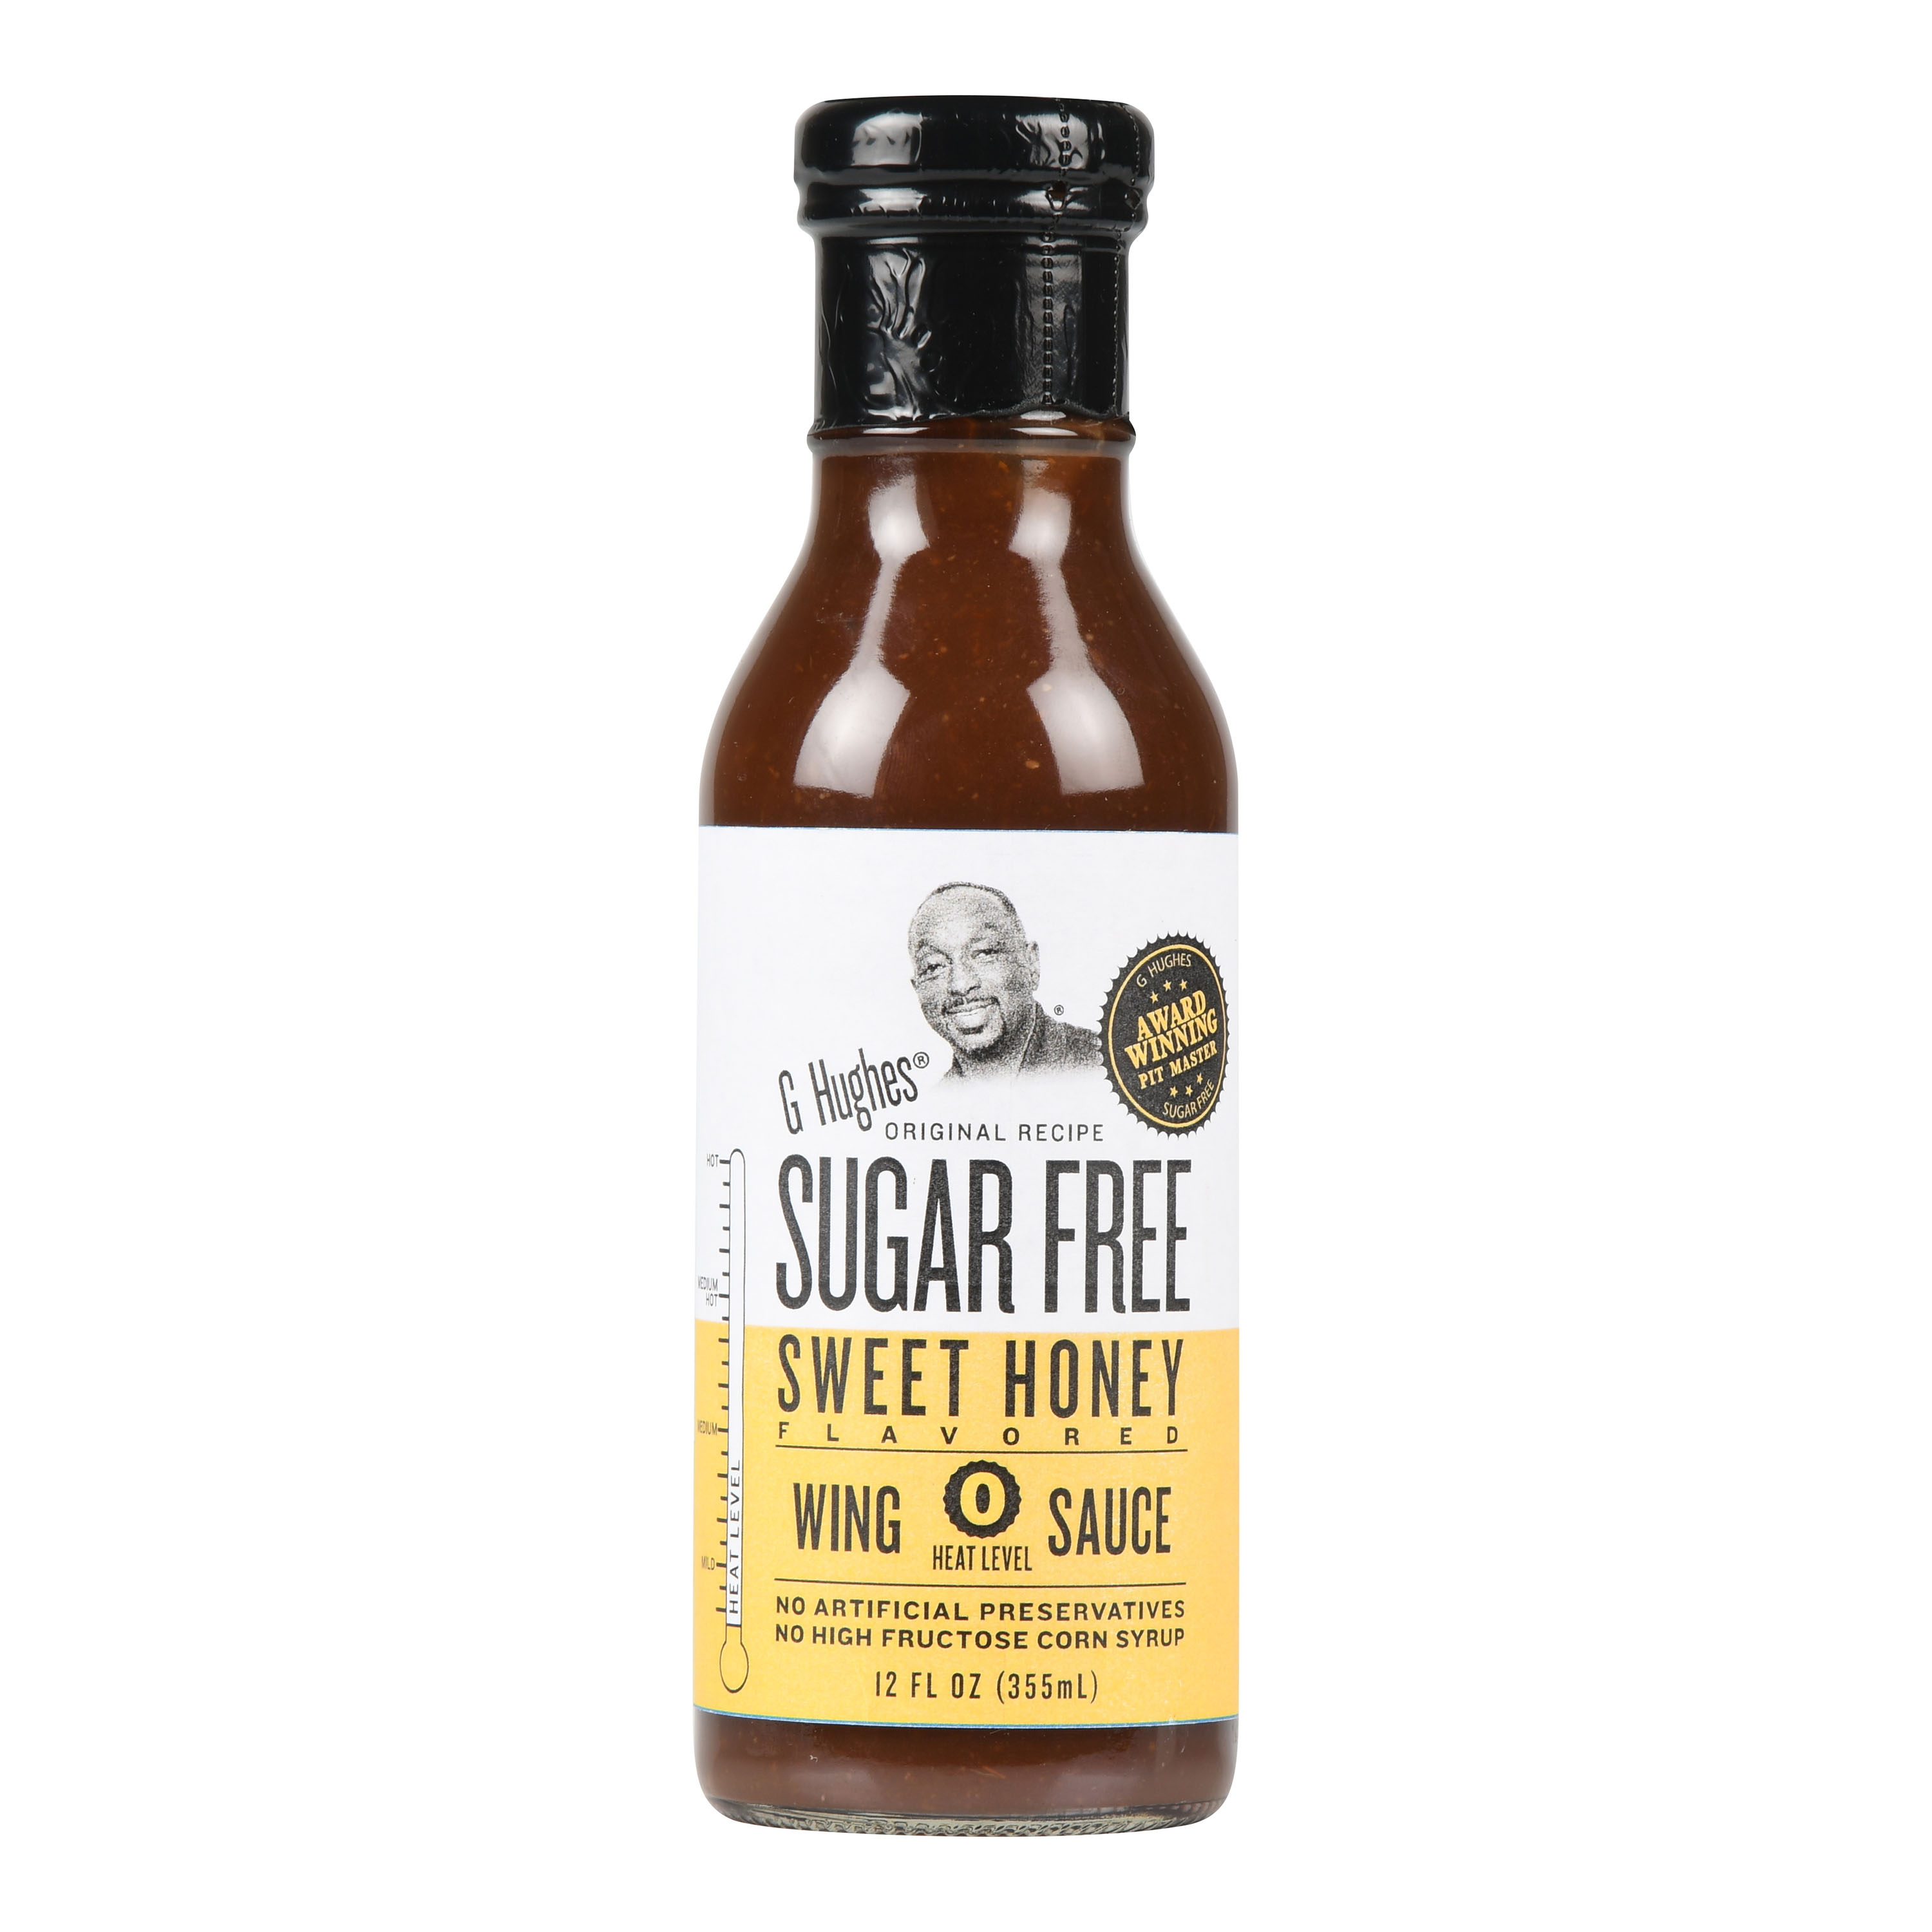 G HUGHES
AWARD
WINNING
PIT MASTER
SUGAR FREE
®
G Hughes®
ORIGINAL RECIPE
SUGAR FREE
SWEET HONEY
FLAVORED
WING
0
HEAT LEVEL
SAUCE
NO ARTIFICIAL PRESERVATIVES
NO HIGH FRUCTOSE CORN SYRUP
12 FL OZ (355mL)
HOT
MEDIUM
HOT
MEDIUM
MILD
HEAT LEVEL